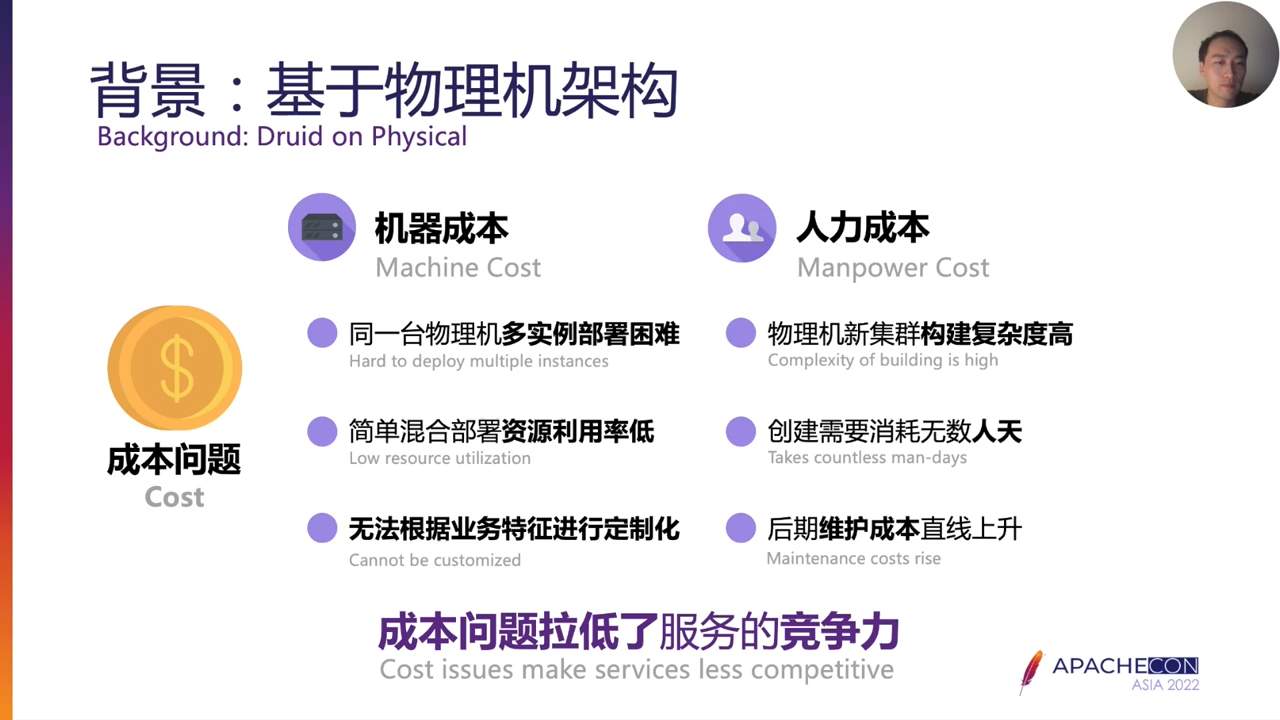 背景：基于物理机架构
Background: Druid on Physical
机器成本
Machine Cost
人力成本
Manpower Cost
成本问题
Cost
同一台物理机多实例部署困难
Hard to deploy multiple instances
简单混合部署资源利用率低
Low resource utilization
无法根据业务特征进行定制化
Cannot be customized
物理机新集群构建复杂度高
Complexity of building is high
创建需要消耗无数人天
Takes countless man-days
后期维护成本直线上升
Maintenance costs rise
成本问题拉低了服务的竞争力
Cost issues make services less competitive
APACHECON
ASIA 2022